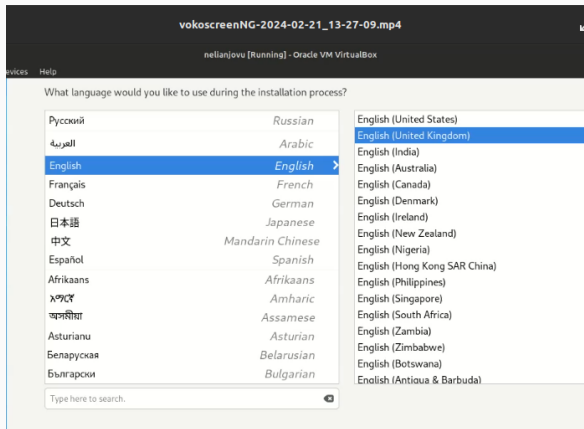 vokoscreenNG-2024-02-21_13-27-09.mp4
nelianjovu [Running] - Oracle VM VirtualBox
evices Help
What language would you like to use during the installation process?
Русский Russian
العربية Arabic
English English
Français French
Deutsch German
日本語 Japanese
中文 Mandarin Chinese
Español Spanish
Afrikaans Afrikaans
አማርኛ Amharic
অসমীয়া Assamese
Asturianu Asturian
Беларуская Belarusian
Български Bulgarian
Type here to search.
English (United States)
English (United Kingdom)
English (India)
English (Australia)
English (Canada)
English (Denmark)
English (Ireland)
English (New Zealand)
English (Nigeria)
English (Hong Kong SAR China)
English (Philippines)
English (Singapore)
English (South Africa)
English (Zambia)
English (Zimbabwe)
English (Botswana)
English (Antigua & Barbuda)